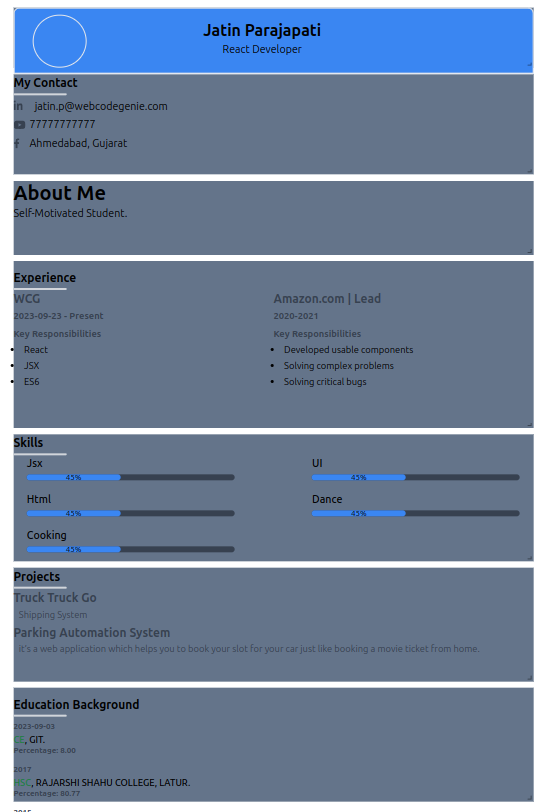 Jatin Parajapati
React Developer
My Contact
jatin.p@webcodegenie.com
77777777777
Ahmedabad, Gujarat
About Me
Self-Motivated Student.
Experience
WCG
2023-09-23 - Present
Key Responsibilities
React
JSX
ES6
Amazon.com | Lead
2020-2021
Key Responsibilities
Developed usable components
Solving complex problems
Solving critical bugs
Skills
Jsx
45%
UI
45%
Html
45%
Dance
45%
Cooking
45%
Projects
Truck Truck Go
Shipping System
Parking Automation System
it's a web application which helps you to book your slot for your car just like booking a movie ticket from home.
Education Background
2023-09-03
CE, GIT.
Percentage: 8.00
2017
HSC, RAJARSHI SHAHU COLLEGE, LATUR.
Percentage: 80.77